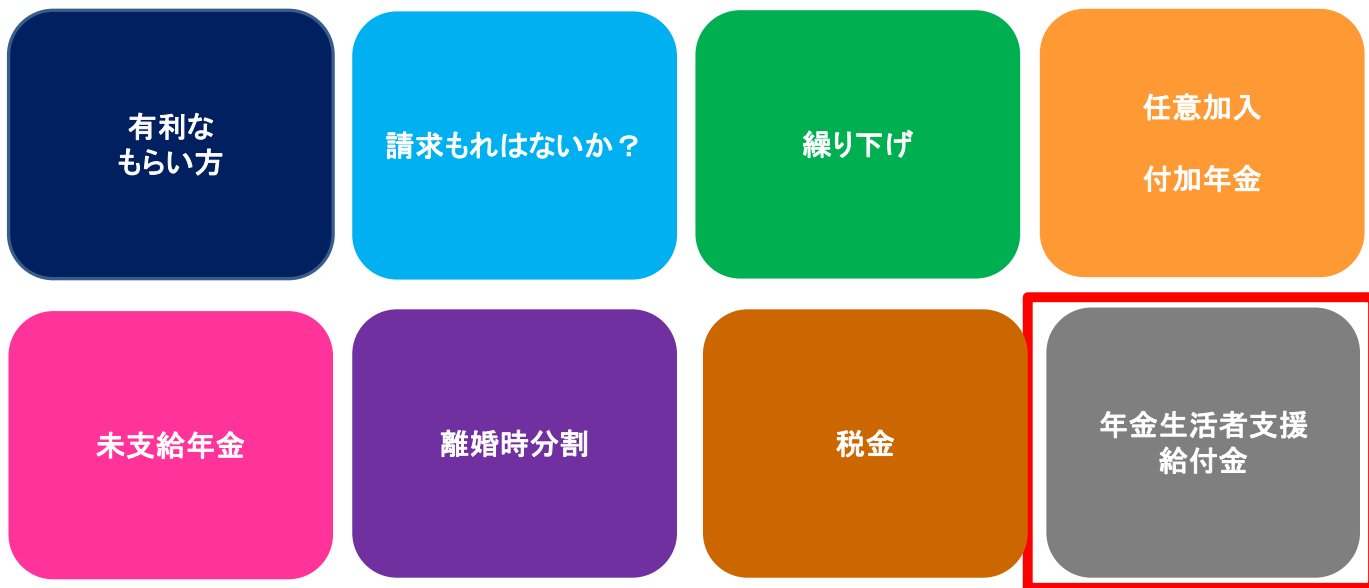 有利な
もらい方
請求もれはないか？
繰り下げ
任意加入
付加年金
未支給年金
離婚時分割
税金
年金生活者支援
給付金